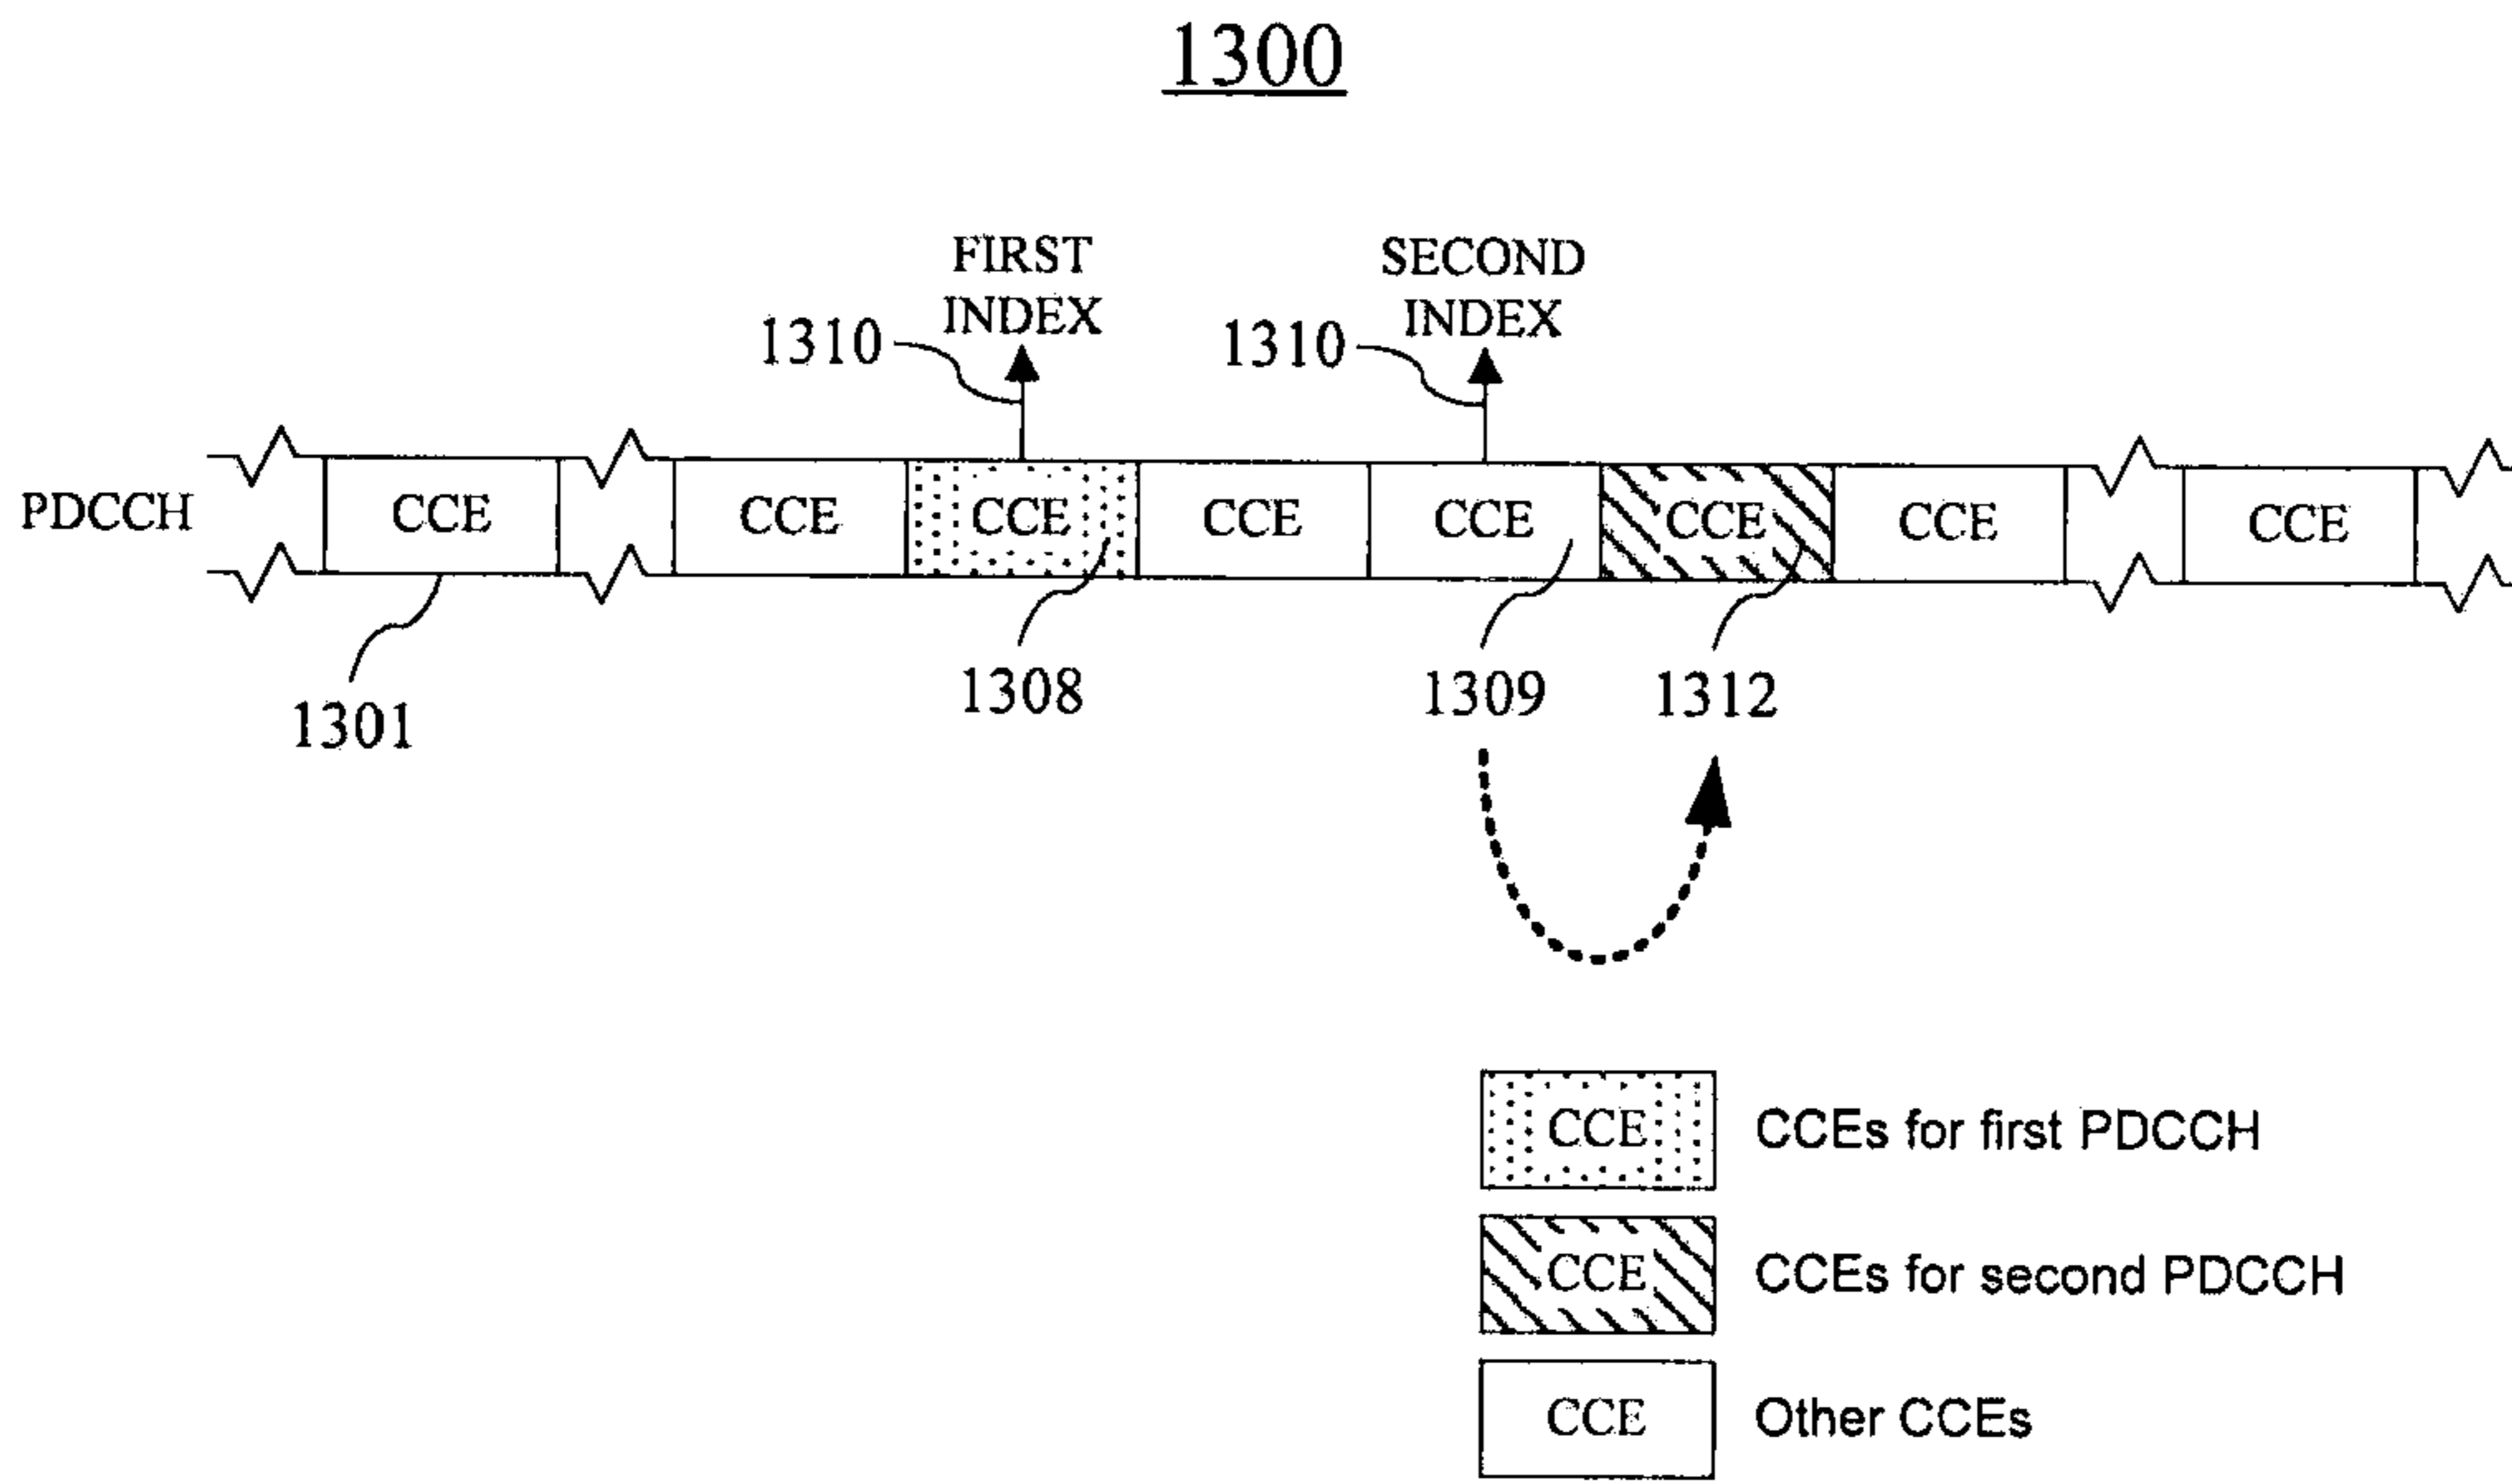 1300
FIRST
INDEX
SECOND
INDEX
1310
1310
PDCCH
CCE
CCE
CCE
CCE
CCE
CCE
CCE
CCE
1301
1308
1309
1312
CCE CCEs for first PDCCH
CCE CCEs for second PDCCH
CCE Other CCEs